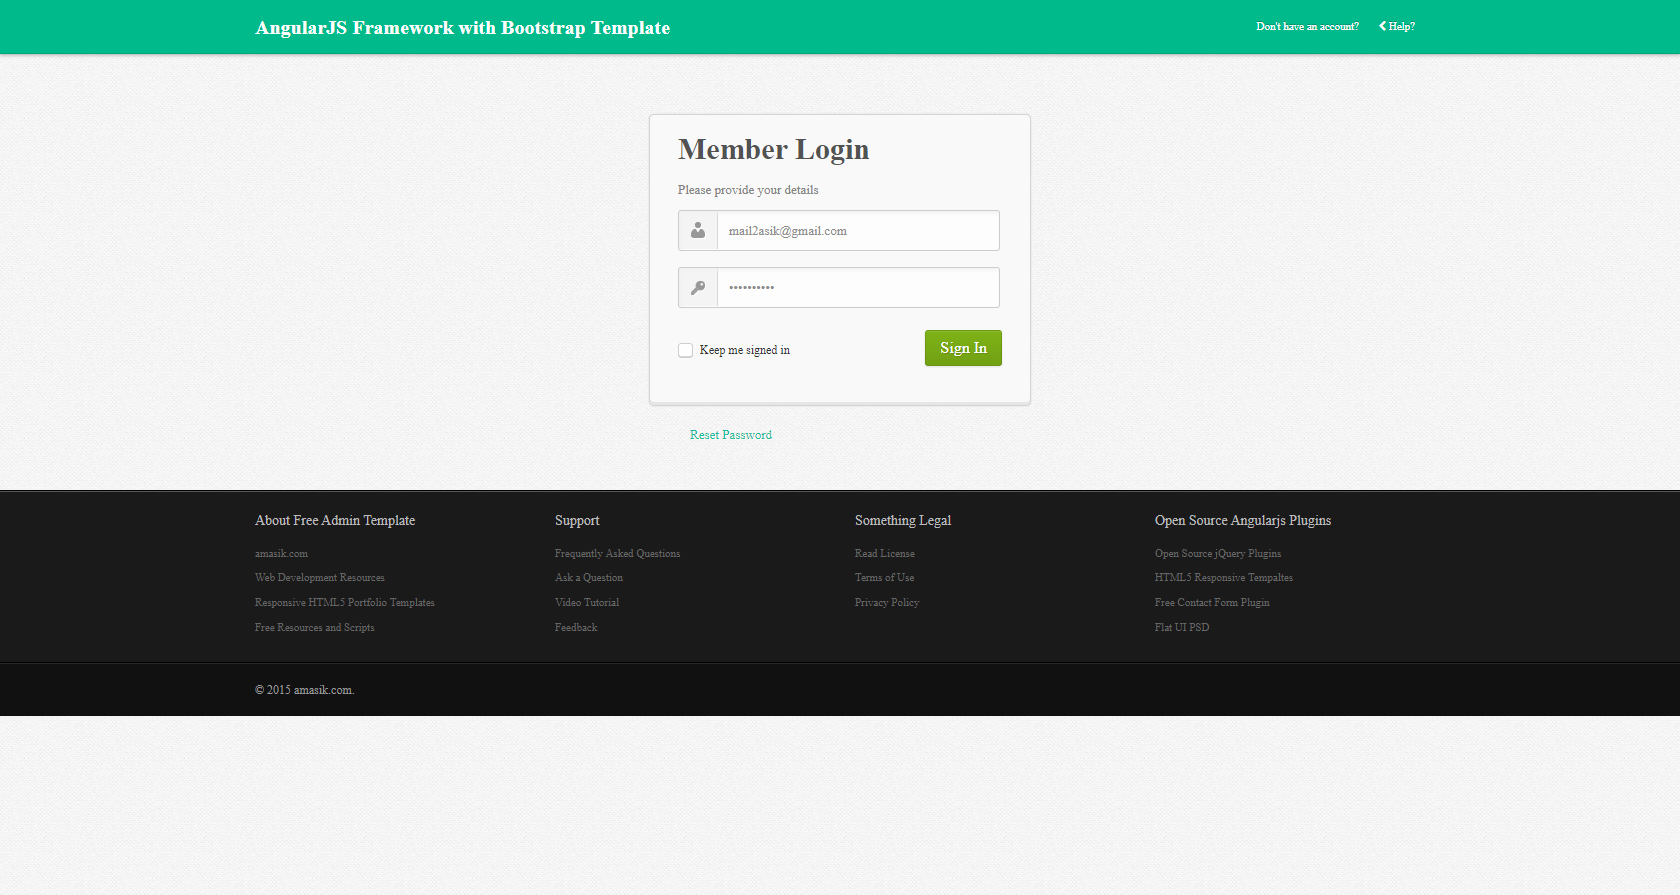 AngularJS Framework with Bootstrap Template
Don't have an account?
Help?
Member Login
Please provide your details
mail2asik@gmail.com
••••••••••
Keep me signed in
Sign In
Reset Password
About Free Admin Template
amasik.com
Web Development Resources
Responsive HTML5 Portfolio Templates
Free Resources and Scripts
Support
Frequently Asked Questions
Ask a Question
Video Tutorial
Feedback
Something Legal
Read License
Terms of Use
Privacy Policy
Open Source Angularjs Plugins
Open Source jQuery Plugins
HTML5 Responsive Tempaltes
Free Contact Form Plugin
Flat UI PSD
© 2015 amasik.com.